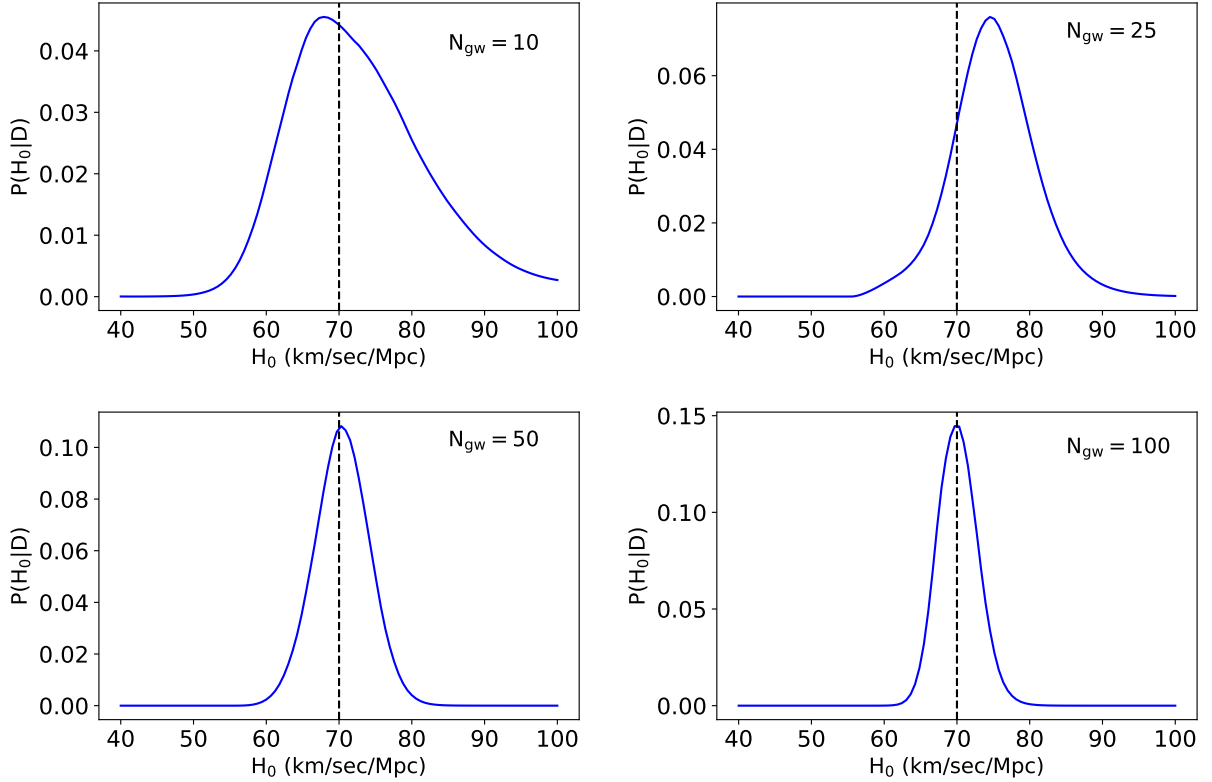 N_gw = 10
P(H_0|D)
0.04
0.03
0.02
0.01
0.00
40 50 60 70 80 90 100
H_0 (km/sec/Mpc)
N_gw = 25
P(H_0|D)
0.06
0.04
0.02
0.00
40 50 60 70 80 90 100
H_0 (km/sec/Mpc)
N_gw = 50
P(H_0|D)
0.10
0.08
0.06
0.04
0.02
0.00
40 50 60 70 80 90 100
H_0 (km/sec/Mpc)
N_gw = 100
P(H_0|D)
0.15
0.10
0.05
0.00
40 50 60 70 80 90 100
H_0 (km/sec/Mpc)